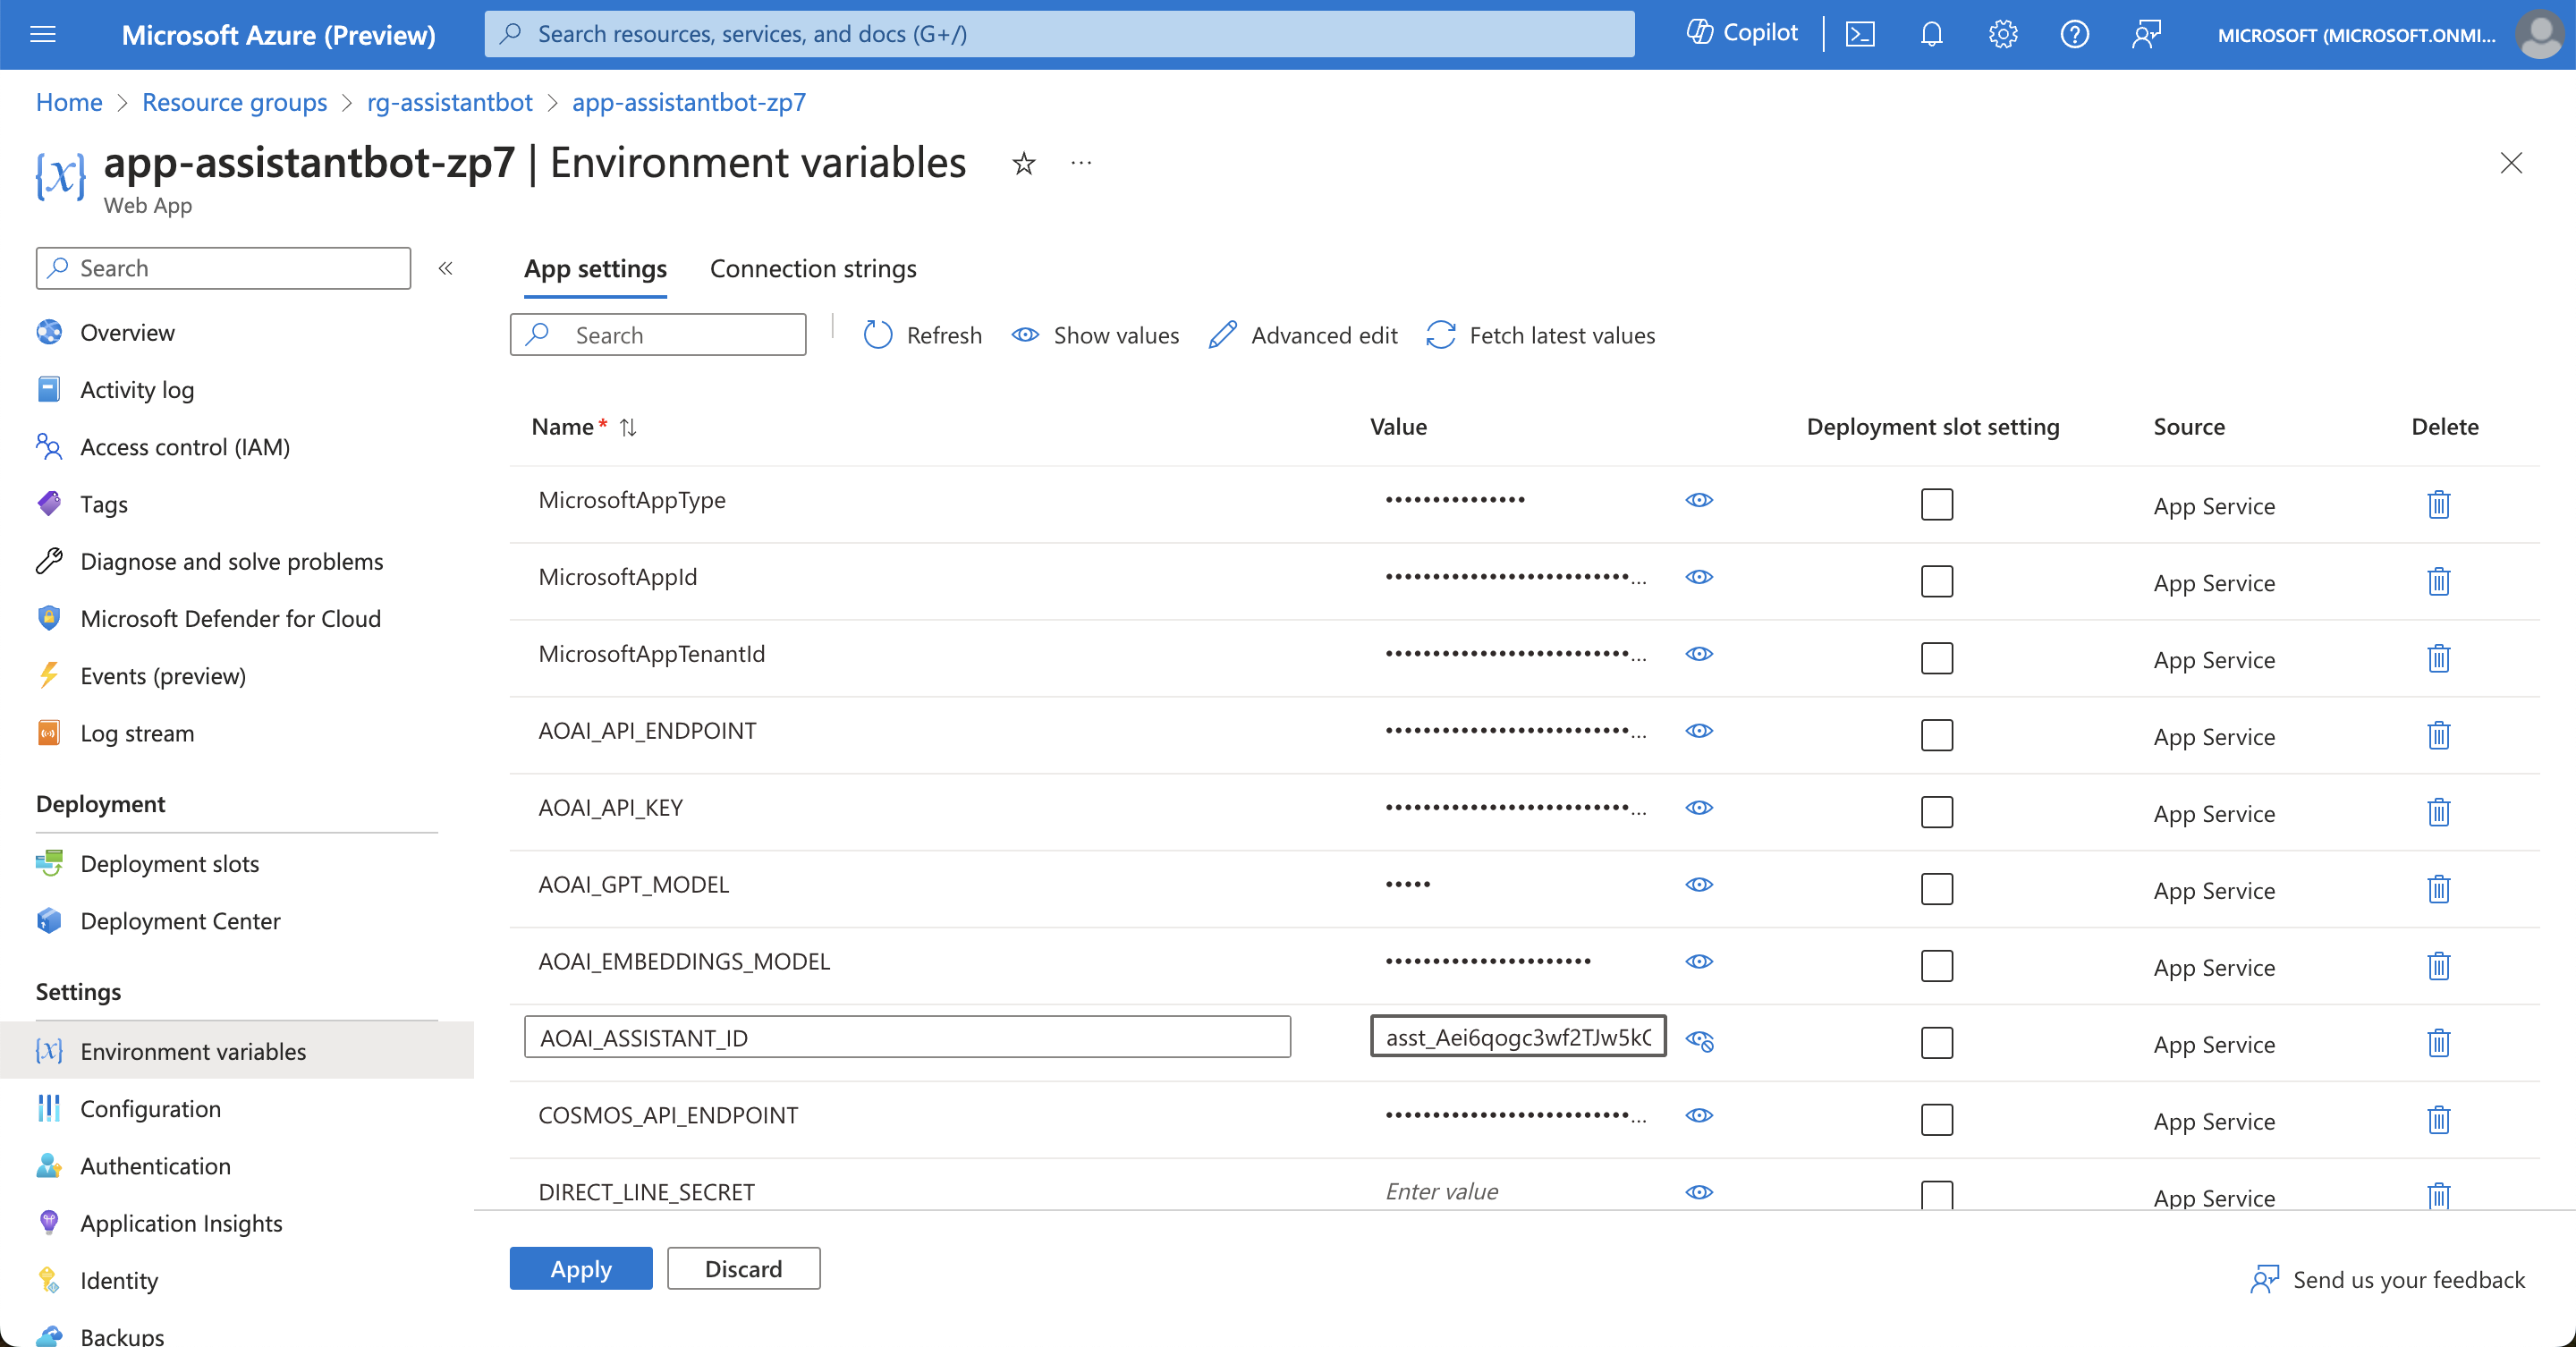 Microsoft Azure (Preview)
Search resources, services, and docs (G+/)
Copilot
MICROSOFT (MICROSOFT.ONMI...
Home > Resource groups > rg-assistantbot > app-assistantbot-zp7
{x} app-assistantbot-zp7 | Environment variables
Web App
Search
Overview
Activity log
Access control (IAM)
Tags
Diagnose and solve problems
Microsoft Defender for Cloud
Events (preview)
Log stream
Deployment
Deployment slots
Deployment Center
Settings
Environment variables
Configuration
Authentication
Application Insights
Identity
Backups
App settings Connection strings
Search Refresh Show values Advanced edit Fetch latest values
Name * Value Deployment slot setting Source Delete
MicrosoftAppType ••••••••••••••• App Service
MicrosoftAppId ••••••••••••••••••••••••••... App Service
MicrosoftAppTenantId ••••••••••••••••••••••••••... App Service
AOAI_API_ENDPOINT ••••••••••••••••••••••••••... App Service
AOAI_API_KEY ••••••••••••••••••••••••••... App Service
AOAI_GPT_MODEL ••••• App Service
AOAI_EMBEDDINGS_MODEL •••••••••••••••••••••• App Service
AOAI_ASSISTANT_ID asst_Aei6qogc3wf2TJw5k App Service
COSMOS_API_ENDPOINT ••••••••••••••••••••••••••... App Service
DIRECT_LINE_SECRET Enter value App Service
Apply Discard
Send us your feedback